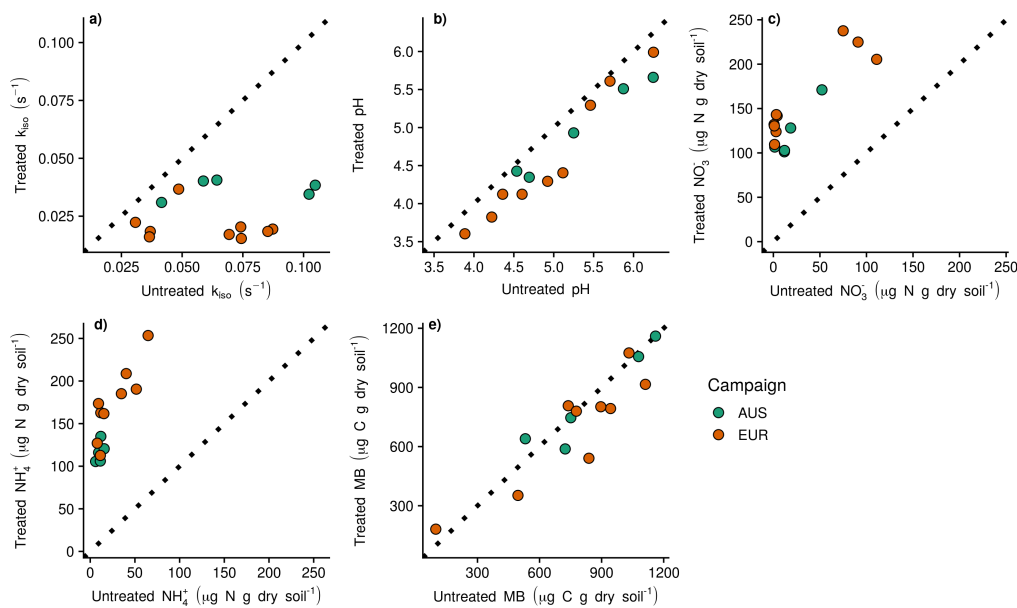 a)
0.100
0.075
0.050
0.025
Treated k_iso (s⁻¹)
0.025 0.050 0.075 0.100
Untreated k_iso (s⁻¹)
b)
6.0
5.5
5.0
4.5
4.0
3.5
Treated pH
3.5 4.0 4.5 5.0 5.5 6.0
Untreated pH
c)
250
200
150
100
50
0
Treated NO₃⁻ (μg N g dry soil⁻¹)
0 50 100 150 200 250
Untreated NO₃⁻ (μg N g dry soil⁻¹)
d)
250
200
150
100
50
0
Treated NH₄⁺ (μg N g dry soil⁻¹)
0 50 100 150 200 250
Untreated NH₄⁺ (μg N g dry soil⁻¹)
e)
1200
900
600
300
Treated MB (μg C g dry soil⁻¹)
300 600 900 1200
Untreated MB (μg C g dry soil⁻¹)
Campaign
AUS
EUR